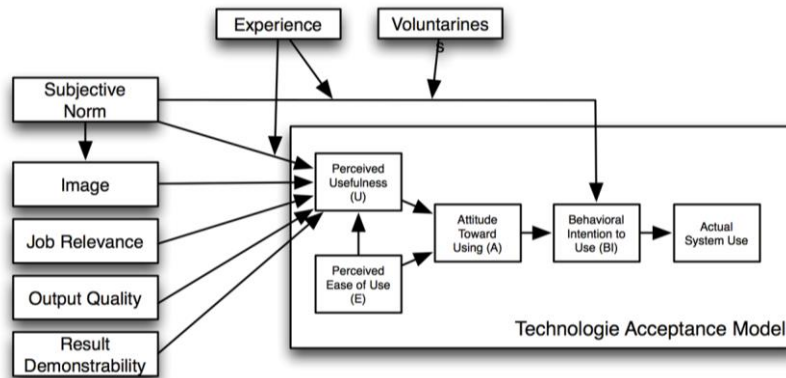 Experience
Voluntarines
s
Subjective
Norm
Image
Job Relevance
Output Quality
Result
Demonstrability
Perceived
Usefulness
(U)
Perceived
Ease of Use
(E)
Attitude
Toward
Using (A)
Behavioral
Intention to
Use (BI)
Actual
System Use
Technologie Acceptance Model